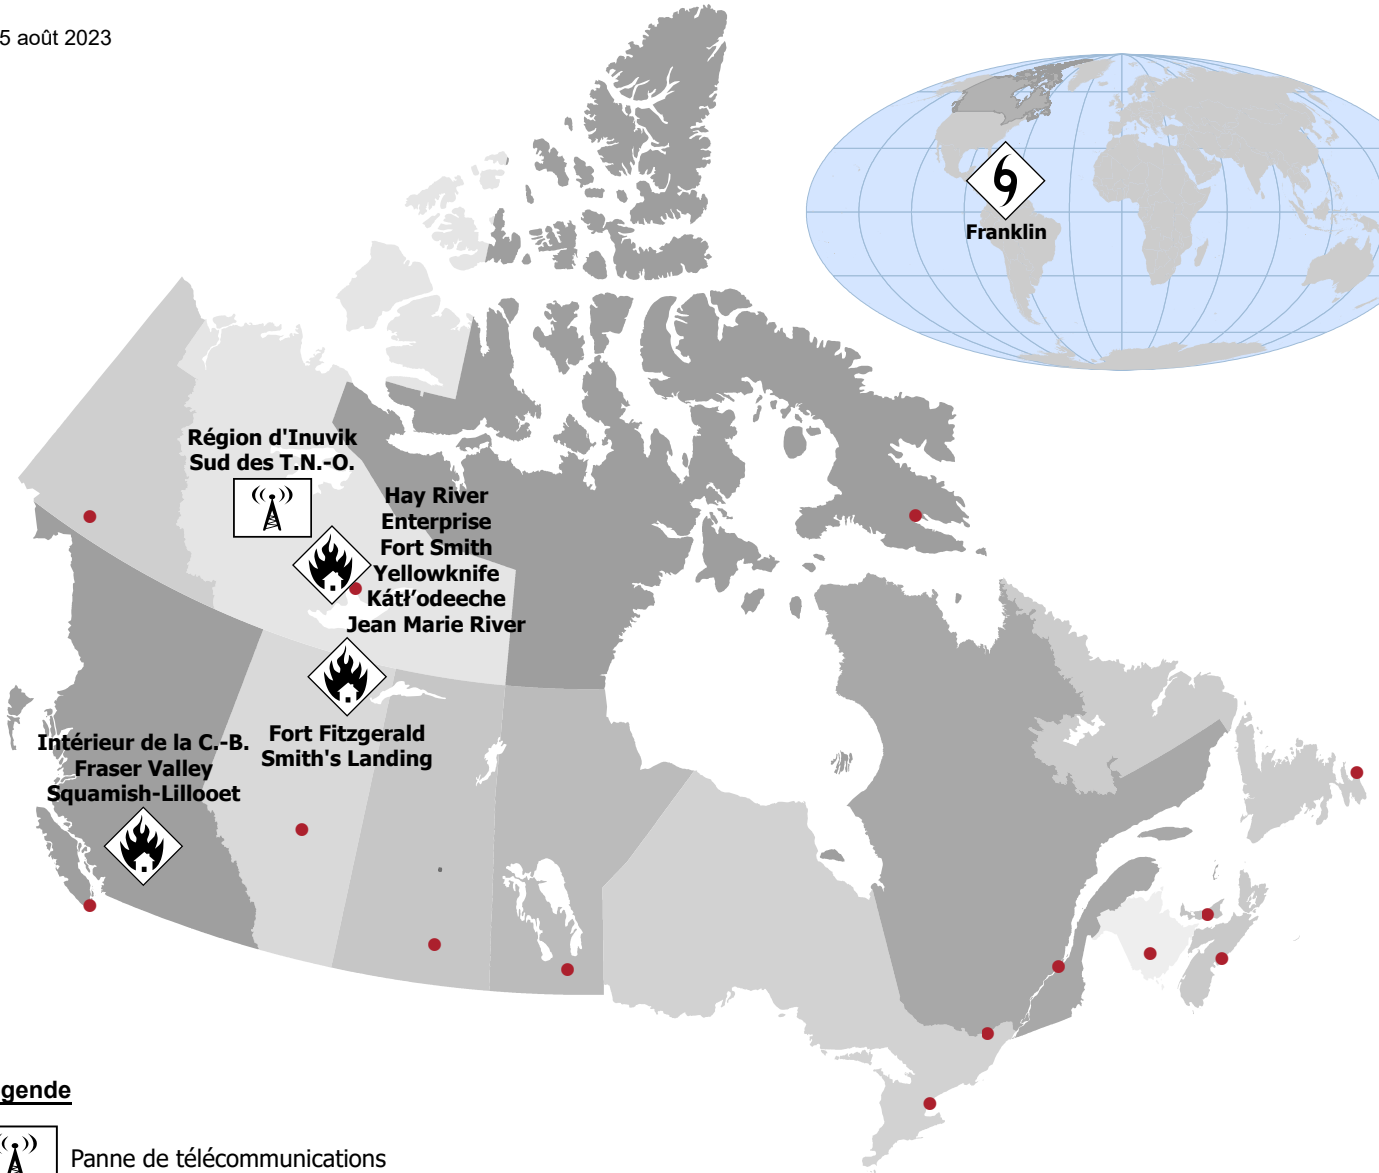 5 août 2023
Franklin
Région d'Inuvik
Sud des T.N.-O.
Hay River
Enterprise
Fort Smith
Yellowknife
Kátł’odeeche
Jean Marie River
Fort Fitzgerald
Smith's Landing
Intérieur de la C.-B.
Fraser Valley
Squamish-Lillooet
gende
Panne de télécommunications